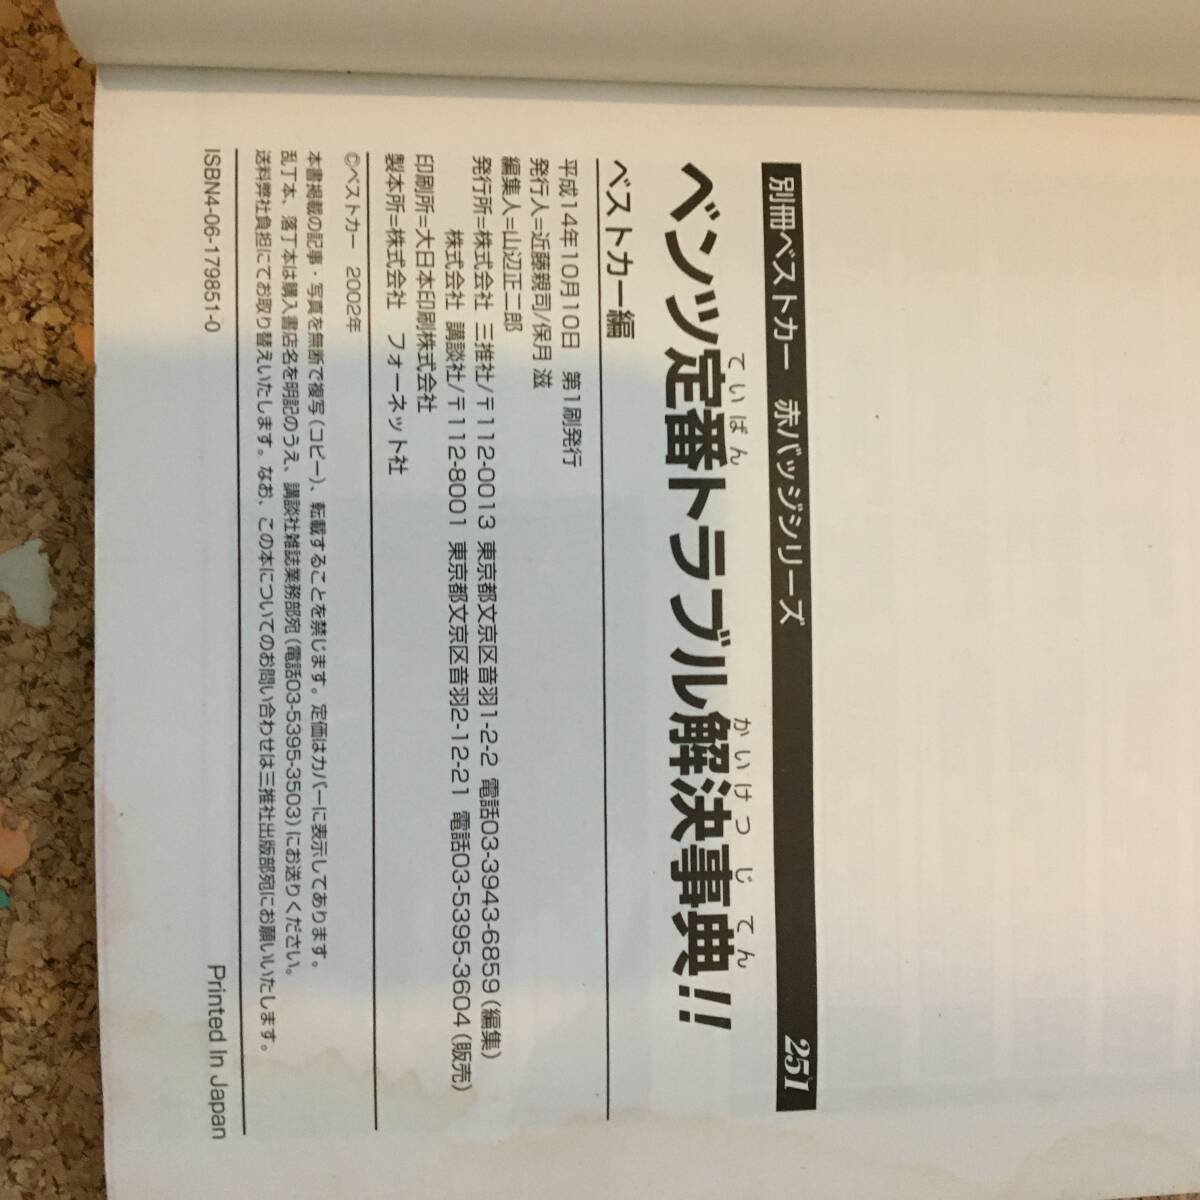 別冊ベストカー 赤バッジシリーズ 251
ていばん かいけつじてん
ベンツ定番トラブル解決事典!!
ベストカー編
平成14年10月10日 第1刷発行
発行人=近藤親司/保月 滋
編集人=山辺正二郎
発行所=株式会社 三推社/〒112-0013 東京都文京区音羽1-2-2 電話03-3943-6859(編集)
株式会社 講談社/〒112-8001 東京都文京区音羽2-12-21 電話03-5395-3604(販売)
印刷所=大日本印刷株式会社
製本所=株式会社 フォーネット社
©ベストカー 2002年
本書掲載の記事・写真を無断で複写(コピー)、転載することを禁じます。定価はカバーに表示してあります。
乱丁本、落丁本は購入書店名を明記のうえ、講談社雑誌業務部宛(電話03-5395-3503)にお送りください。
送料弊社負担にてお取り替えいたします。なお、この本についてのお問い合わせは三推社出版部宛にお願いいたします。
ISBN4-06-179851-0 Printed In Japan